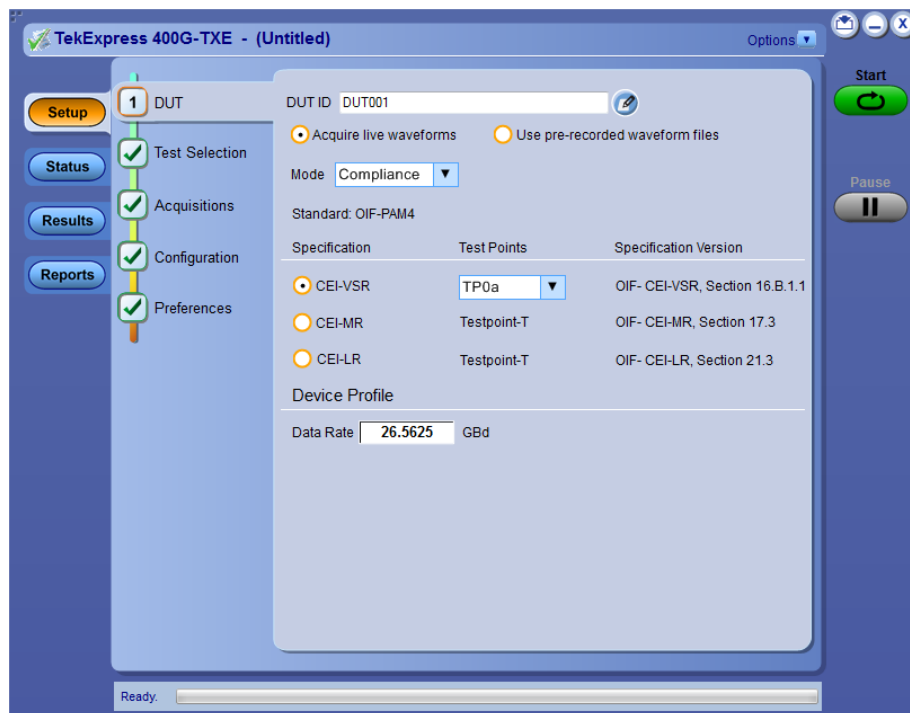 TekExpress 400G-TXE - (Untitled)
Options
X
Start
Pause
Setup
Status
Results
Reports
1 DUT
Test Selection
Acquisitions
Configuration
Preferences
DUT ID DUT001
Acquire live waveforms Use pre-recorded waveform files
Mode Compliance
Standard: OIF-PAM4
Specification Test Points Specification Version
CEI-VSR TP0a OIF- CEI-VSR, Section 16.B.1.1
CEI-MR Testpoint-T OIF- CEI-MR, Section 17.3
CEI-LR Testpoint-T OIF- CEI-LR, Section 21.3
Device Profile
Data Rate 26.5625 GBd
Ready.